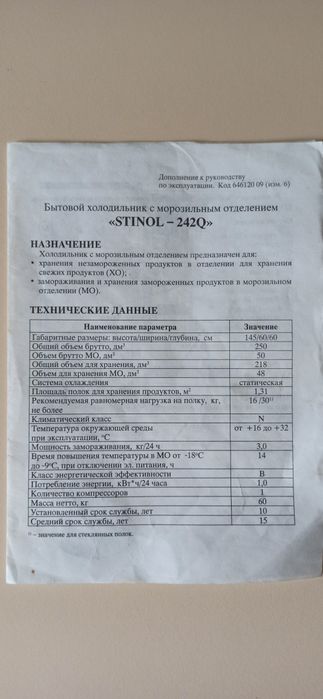 Дополнение к руководству
по эксплуатации. Код 646120 09 (изм. 6)
Бытовой холодильник с морозильным отделением
«STINOL – 242Q»
НАЗНАЧЕНИЕ
Холодильник с морозильным отделением предназначен для:
• хранения незамороженных продуктов в отделении для хранения
свежих продуктов (ХО);
• замораживания и хранения замороженных продуктов в морозильном
отделении (МО).
ТЕХНИЧЕСКИЕ ДАННЫЕ
Наименование параметра Значение
Габаритные размеры: высота/ширина/глубина, см 145/60/60
Общий объем брутто, дм³ 250
Объем брутто МО, дм³ 50
Общий объем для хранения, дм³ 218
Объем для хранения МО, дм³ 48
Система охлаждения статическая
Площадь полок для хранения продуктов, м² 1,31
Рекомендуемая равномерная нагрузка на полку, кг, 16 /30¹⁾
не более
Климатический класс N
Температура окружающей среды от +16 до +32
при эксплуатации, °С
Мощность замораживания, кг/24 ч 3,0
Время повышения температуры в МО от -18°С 14
до -9°С, при отключении эл. питания, ч
Класс энергетической эффективности В
Потребление энергии, кВт*ч/24 часа 1,0
Количество компрессоров 1
Масса нетто, кг 60
Установленный срок службы, лет 10
Средний срок службы, лет 15
¹⁾ – значение для стеклянных полок.